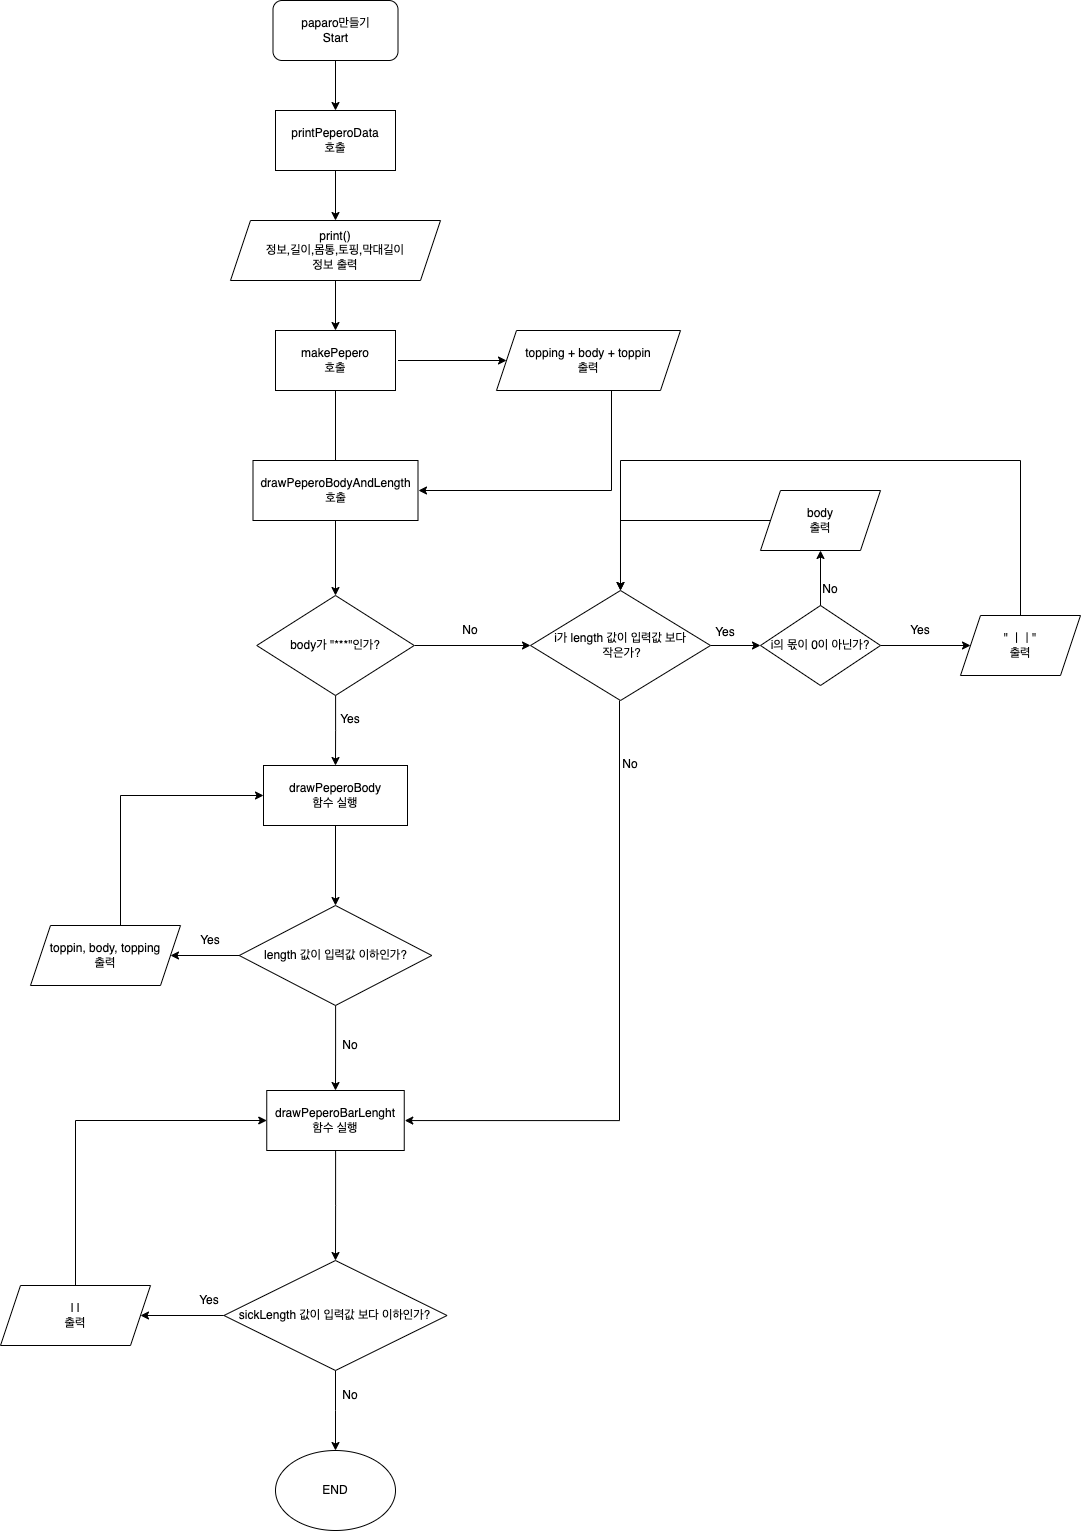 paparo만들기
Start
printPeperoData
호출
print()
정보,길이,몸통,토핑,막대길이
정보 출력
makePepero
호출
topping + body + toppin
출력
drawPeperoBodyAndLength
호출
body
출력
No
body가 "***"인가?
No
i가 length 값이 입력값 보다
작은가?
Yes
i의 몫이 0이 아닌가?
Yes
" | | "
출력
Yes
No
drawPeperoBody
함수 실행
toppin, body, topping
출력
Yes
length 값이 입력값 이하인가?
No
drawPeperoBarLenght
함수 실행
| |
출력
Yes
sickLength 값이 입력값 보다 이하인가?
No
END